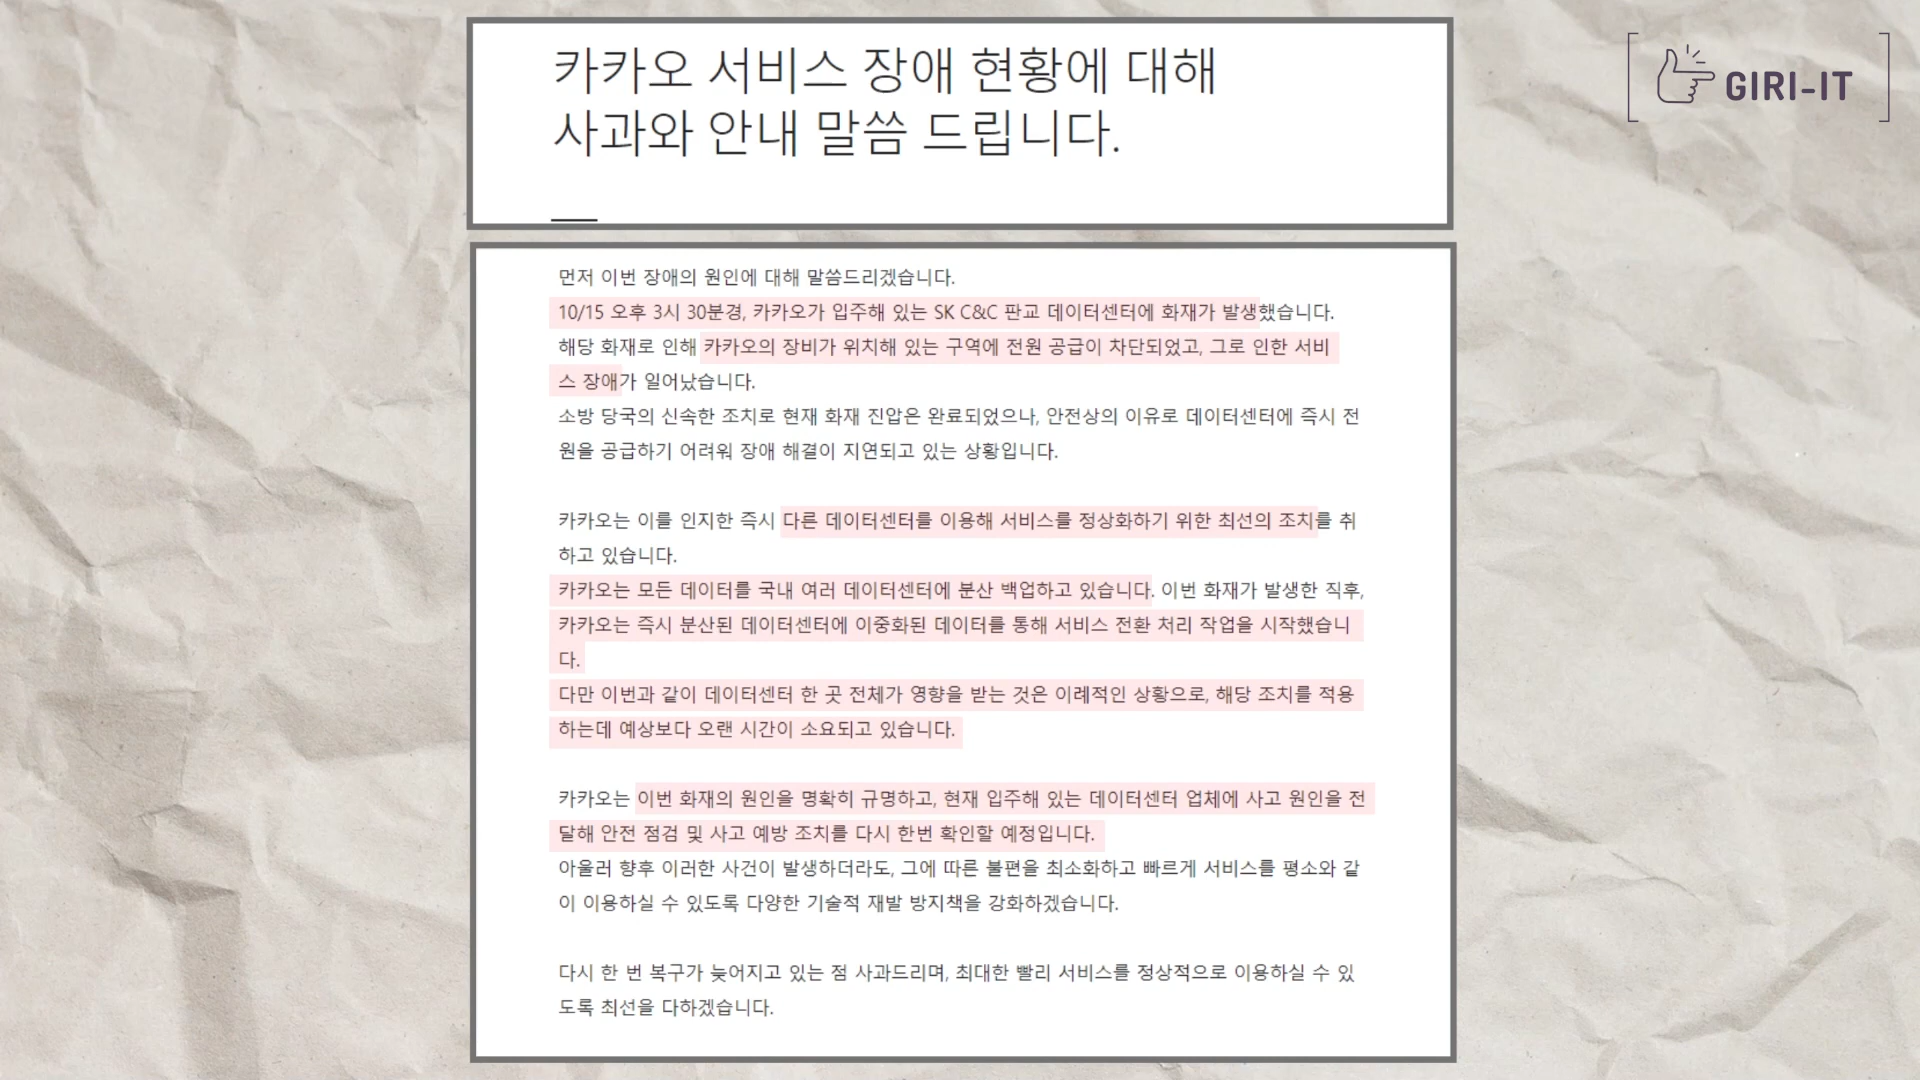 카카오 서비스 장애 현황에 대해
사과와 안내 말씀 드립니다.
GIRI-IT
먼저 이번 장애의 원인에 대해 말씀드리겠습니다.
10/15 오후 3시 30분경, 카카오가 입주해 있는 SK C&C 판교 데이터센터에 화재가 발생했습니다.
해당 화재로 인해 카카오의 장비가 위치해 있는 구역에 전원 공급이 차단되었고, 그로 인한 서비
스 장애가 일어났습니다.
소방 당국의 신속한 조치로 현재 화재 진압은 완료되었으나, 안전상의 이유로 데이터센터에 즉시 전
원을 공급하기 어려워 장애 해결이 지연되고 있는 상황입니다.
카카오는 이를 인지한 즉시 다른 데이터센터를 이용해 서비스를 정상화하기 위한 최선의 조치를 취
하고 있습니다.
카카오는 모든 데이터를 국내 여러 데이터센터에 분산 백업하고 있습니다. 이번 화재가 발생한 직후,
카카오는 즉시 분산된 데이터센터에 이중화된 데이터를 통해 서비스 전환 처리 작업을 시작했습니
다.
다만 이번과 같이 데이터센터 한 곳 전체가 영향을 받는 것은 이례적인 상황으로, 해당 조치를 적용
하는데 예상보다 오랜 시간이 소요되고 있습니다.
카카오는 이번 화재의 원인을 명확히 규명하고, 현재 입주해 있는 데이터센터 업체에 사고 원인을 전
달해 안전 점검 및 사고 예방 조치를 다시 한번 확인할 예정입니다.
아울러 향후 이러한 사건이 발생하더라도, 그에 따른 불편을 최소화하고 빠르게 서비스를 평소와 같
이 이용하실 수 있도록 다양한 기술적 재발 방지책을 강화하겠습니다.
다시 한 번 복구가 늦어지고 있는 점 사과드리며, 최대한 빨리 서비스를 정상적으로 이용하실 수 있
도록 최선을 다하겠습니다.